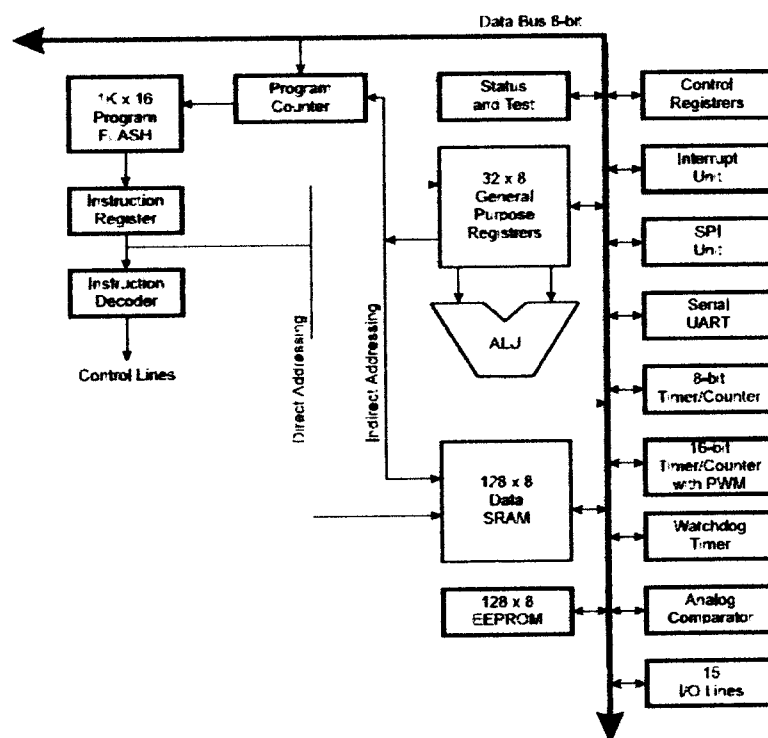 Data Bus 8-bit
1K x 16
Program
FLASH
Program
Counter
Status
and Test
Control
Registrers
Instruction
Register
32 x 8
General
Purpose
Registrers
Interrupt
Unit
SPI
Unit
Instruction
Decoder
ALU
Serial
UART
Control Lines
Direct Addressing
Indirect Addressing
8-bit
Timer/Counter
128 x 8
Data
SRAM
16-bit
Timer/Counter
with PWM
Watchdog
Timer
128 x 8
EEPROM
Analog
Comparator
15
I/O Lines